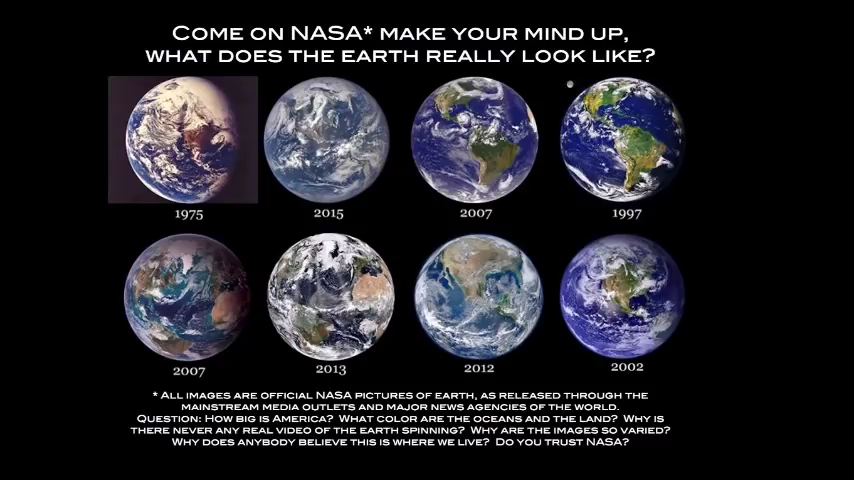 Come on NASA* make your mind up,
what does the earth really look like?
1975
2015
2007
1997
2007
2013
2012
2002
* All images are official NASA pictures of earth, as released through the
mainstream media outlets and major news agencies of the world.
Question: How big is America? What color are the oceans and the land? Why is
there never any real video of the earth spinning? Why are the images so varied?
Why does anybody believe this is where we live? Do you trust NASA?